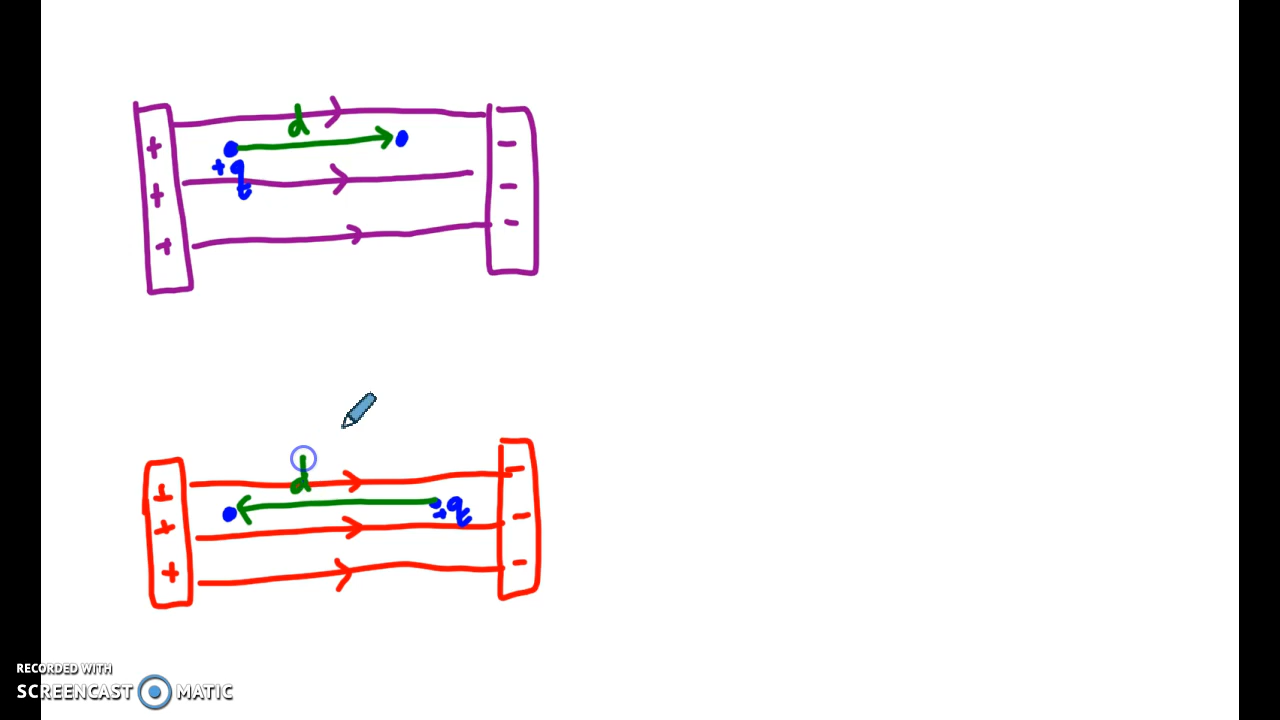 d
+ -
+q
+ -
+ -
d
+ -
+q
+ -
+ -
RECORDED WITH
SCREENCAST MATIC